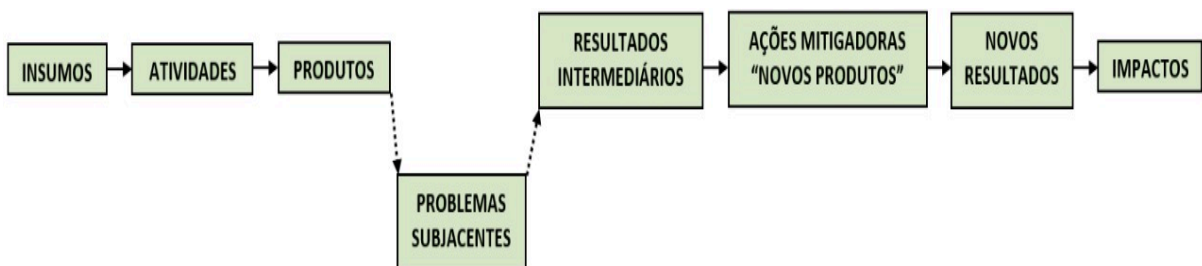 INSUMOS
ATIVIDADES
PRODUTOS
PROBLEMAS
SUBJACENTES
RESULTADOS
INTERMEDIÁRIOS
AÇÕES MITIGADORAS
“NOVOS PRODUTOS”
NOVOS
RESULTADOS
IMPACTOS